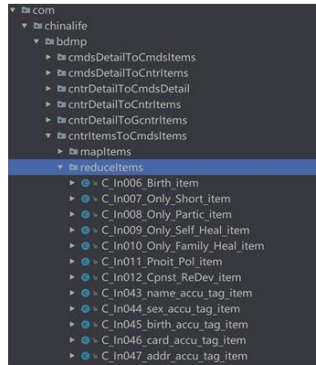 com
chinalife
bdmp
cmdsDetailToCmdsItems
cmdsDetailToCntrItems
cntrDetailToCmdsDetail
cntrDetailToCntrItems
cntrDetailToGcntrItems
cntrItemsToCmdsItems
mapItems
reduceItems
C_In006_Birth_item
C_In007_Only_Short_item
C_In008_Only_Partic_item
C_In009_Only_Self_Heal_item
C_In010_Only_Family_Heal_item
C_In011_Pnoit_Pol_item
C_In012_Cpnst_ReDev_item
C_In043_name_accu_tag_item
C_In044_sex_accu_tag_item
C_In045_birth_accu_tag_item
C_In046_card_accu_tag_item
C_In047_addr_accu_tag_item